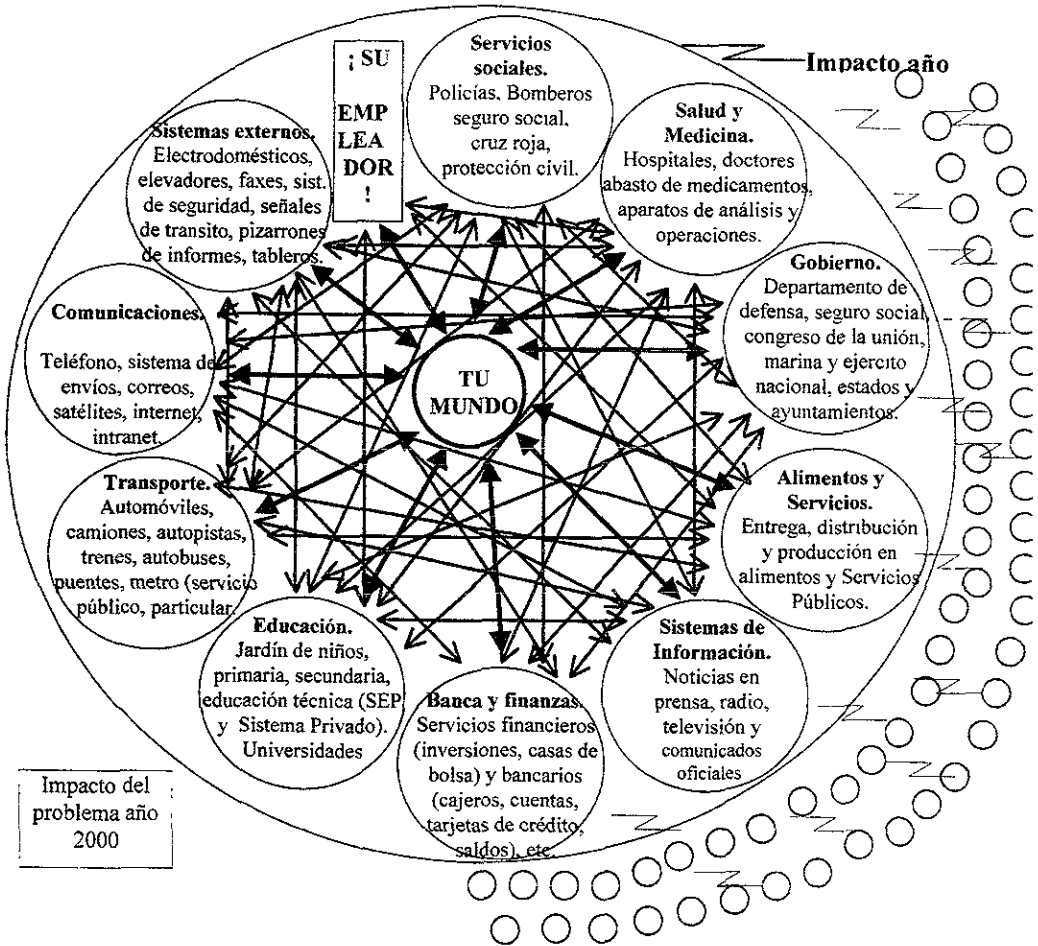 Impacto año
¡ SU
EMP
LEA
DOR
!
Servicios
sociales.
Policías, Bomberos
seguro social,
cruz roja,
protección civil.
Salud y
Medicina.
Hospitales, doctores
abasto de medicamentos,
aparatos de análisis y
operaciones.
Gobierno.
Departamento de
defensa, seguro social,
congreso de la unión,
marina y ejercito
nacional, estados y
ayuntamientos.
Alimentos y
Servicios.
Entrega, distribución
y producción en
alimentos y Servicios
Públicos.
Sistemas de
Información.
Noticias en
prensa, radio,
televisión y
comunicados
oficiales
Banca y finanzas.
Servicios financieros
(inversiones, casas de
bolsa) y bancarios
(cajeros, cuentas,
tarjetas de crédito,
saldos), etc.
Educación.
Jardín de niños,
primaria, secundaria,
educación técnica (SEP
y Sistema Privado).
Universidades
Transporte.
Automóviles,
camiones, autopistas,
trenes, autobuses,
puentes, metro (servicio
público, particular.
Comunicaciones.
Teléfono, sistema de
envíos, correos,
satélites, internet,
intranet.
Sistemas externos.
Electrodomésticos,
elevadores, faxes, sist.
de seguridad, señales
de transito, pizarrones
de informes, tableros.
TU
MUNDO
Impacto del
problema año
2000